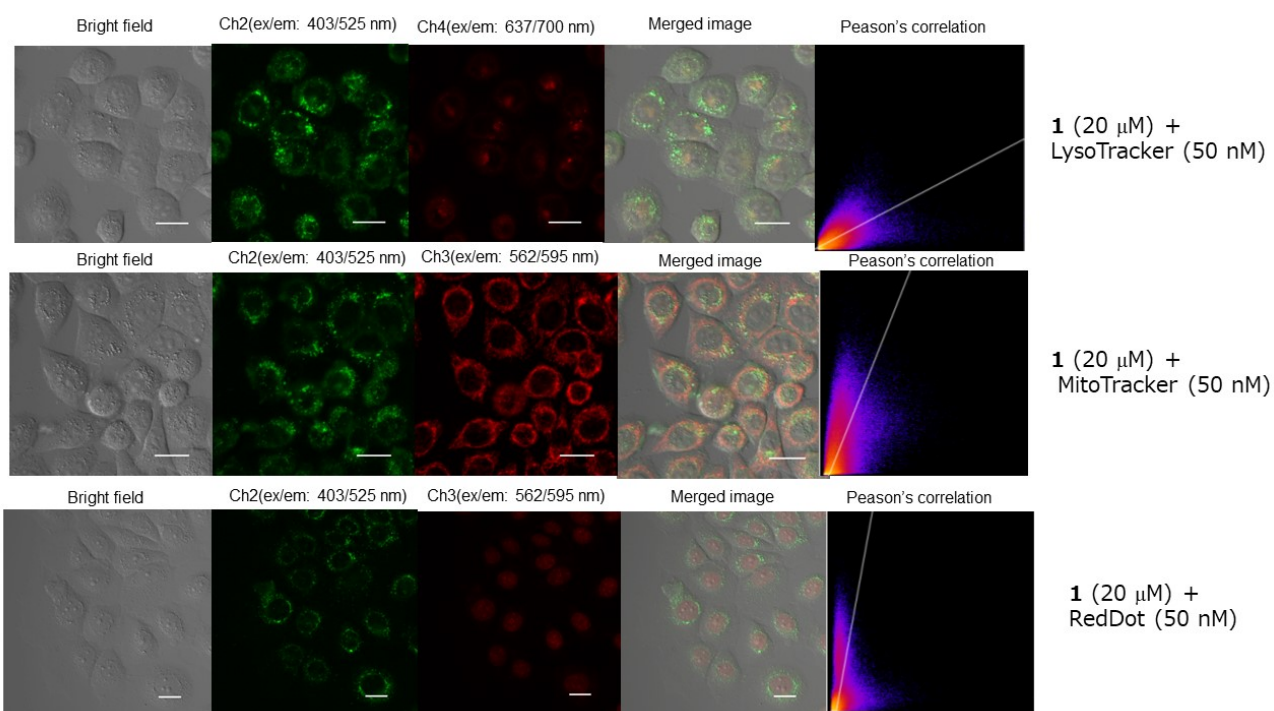 Bright field
Ch2(ex/em: 403/525 nm)
Ch4(ex/em: 637/700 nm)
Merged image
Peason's correlation
1 (20 μM) +
LysoTracker (50 nM)
Bright field
Ch2(ex/em: 403/525 nm)
Ch3(ex/em: 562/595 nm)
Merged image
Peason's correlation
1 (20 μM) +
MitoTracker (50 nM)
Bright field
Ch2(ex/em: 403/525 nm)
Ch3(ex/em: 562/595 nm)
Merged image
Peason's correlation
1 (20 μM) +
RedDot (50 nM)